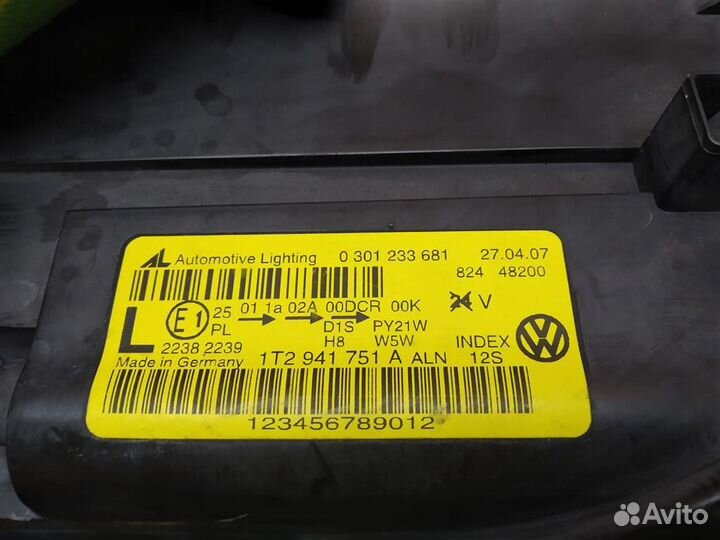 AL Automotive Lighting 0 301 233 681 27.04.07
824 48200
L E1 25 01 1a 02A 00DCR 00K 24 V
PL D1S PY21W
H8 W5W INDEX
2238 2239
Made in Germany 1T2 941 751 A ALN 12S
123456789012
Avito